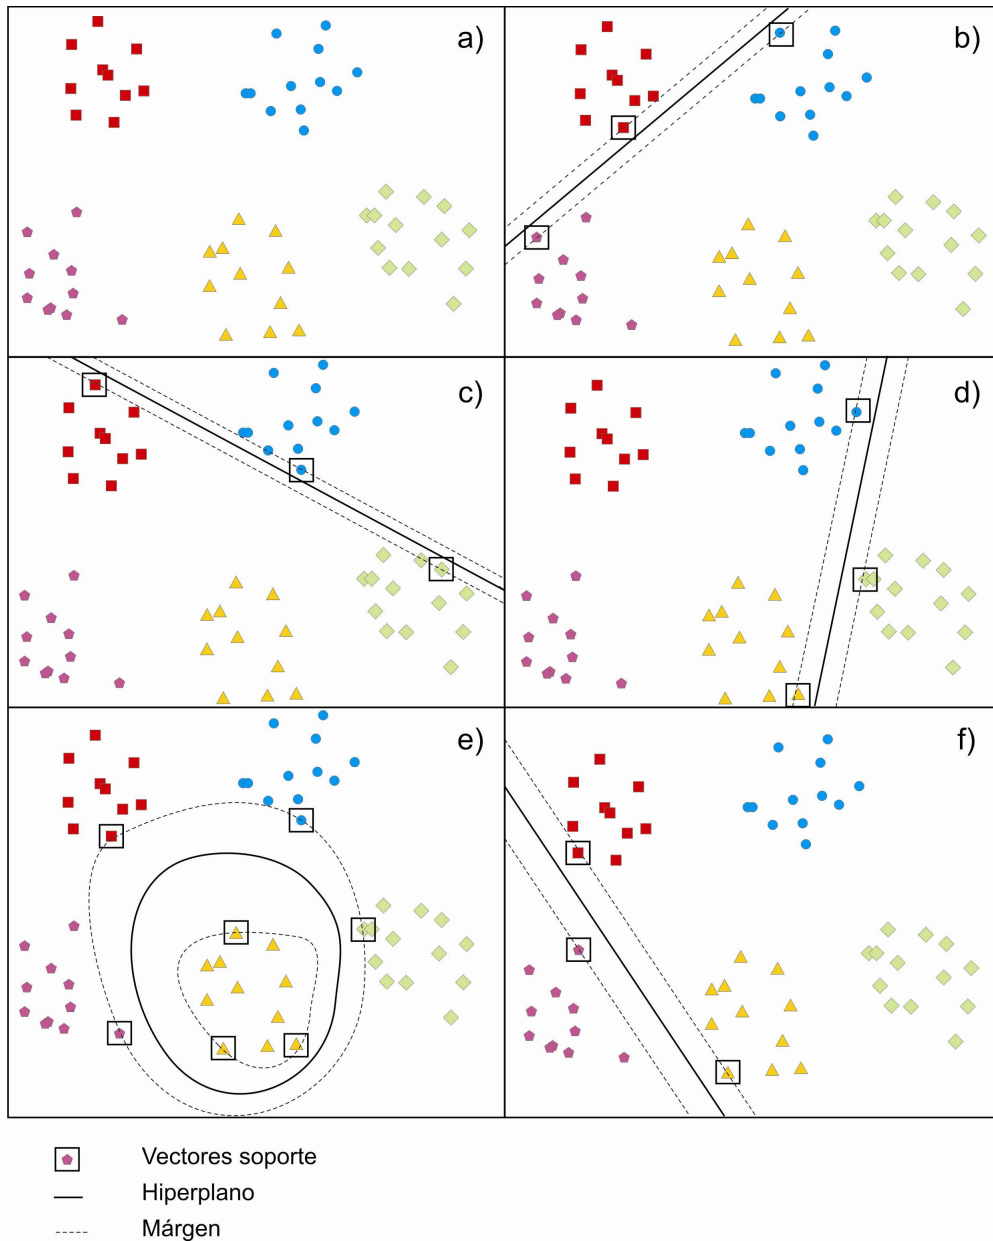 a)
b)
c)
d)
e)
f)
Vectores soporte
Hiperplano
Márgen